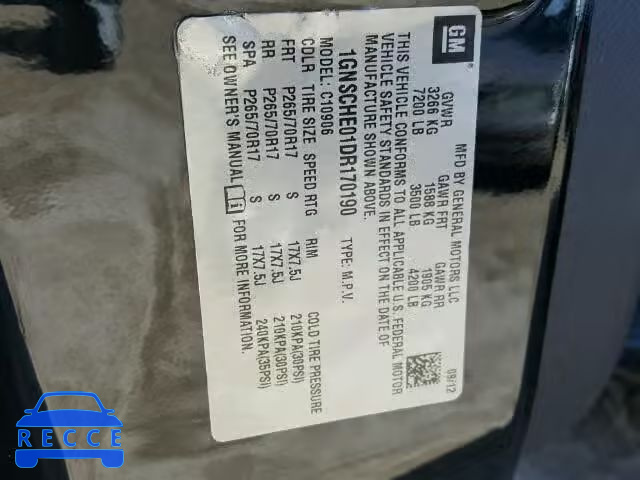 GM
MFD BY GENERAL MOTORS LLC
09/12
GVWR GAWR FRT GAWR RR
3266 KG 1588 KG 1905 KG
7200 LB 3500 LB 4200 LB
THIS VEHICLE CONFORMS TO ALL APPLICABLE U.S. FEDERAL MOTOR
VEHICLE SAFETY STANDARDS IN EFFECT ON THE DATE OF
MANUFACTURE SHOWN ABOVE.
1GNSCHE01DR170190 TYPE: M.P.V.
MODEL: C10906
COLR TIRE SIZE SPEED RTG RIM COLD TIRE PRESSURE
FRT P265/70R17 S 17X7.5J 210KPA(30PSI)
RR P265/70R17 S 17X7.5J 210KPA(30PSI)
SPA P265/70R17 S 17X7.5J 240KPA(35PSI)
SEE OWNER'S MANUAL i FOR MORE INFORMATION.
RECCE